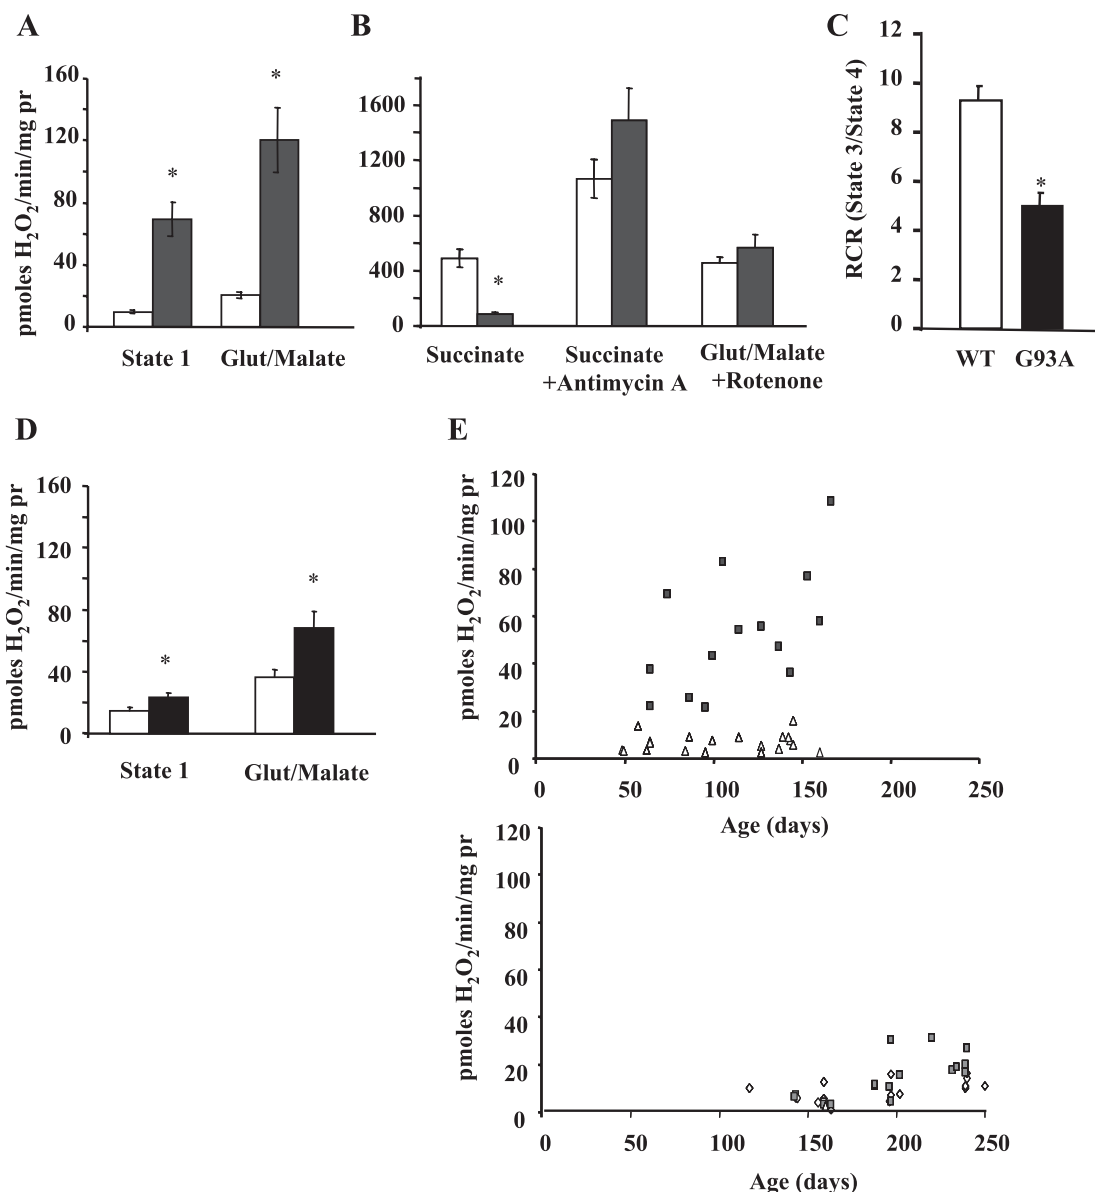 A
pmoles H₂O₂/min/mg pr
160
120
80
40
0
*
*
State 1
Glut/Malate
B
1600
1200
800
400
0
*
Succinate
Succinate
+Antimycin A
Glut/Malate
+Rotenone
C
RCR (State 3/State 4)
12
10
8
6
4
2
0
*
WT
G93A
D
pmoles H₂O₂/min/mg pr
160
120
80
40
0
*
*
State 1
Glut/Malate
E
pmoles H₂O₂/min/mg pr
120
100
80
60
40
20
0
0 50 100 150 200 250
Age (days)
pmoles H₂O₂/min/mg pr
120
100
80
60
40
20
0
0 50 100 150 200 250
Age (days)